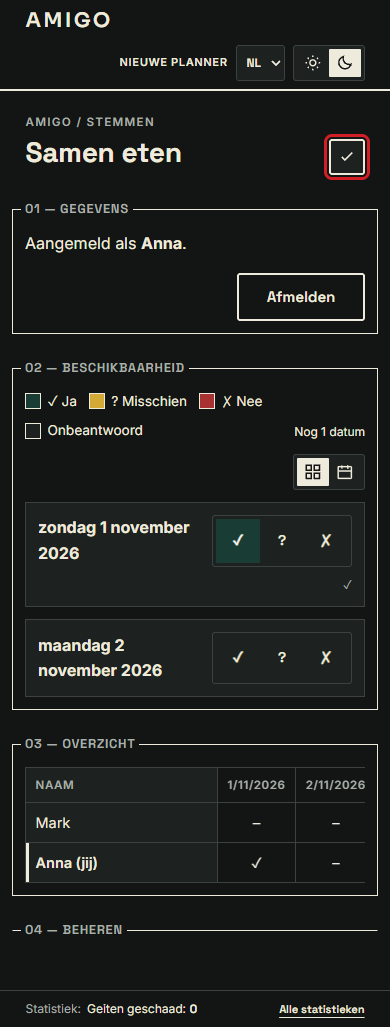 AMIGO
NIEUWE PLANNER NL
AMIGO / STEMMEN
Samen eten
01 — GEGEVENS
Aangemeld als Anna.
Afmelden
02 — BESCHIKBAARHEID
✓ Ja ? Misschien ✗ Nee
Onbeantwoord Nog 1 datum
zondag 1 november
2026
✓ ? ✗
✓
maandag 2
november 2026
✓ ? ✗
03 — OVERZICHT
NAAM 1/11/2026 2/11/2026
Mark – –
Anna (jij) ✓ –
04 — BEHEREN
Statistiek: Geiten geschaad: 0 Alle statistieken